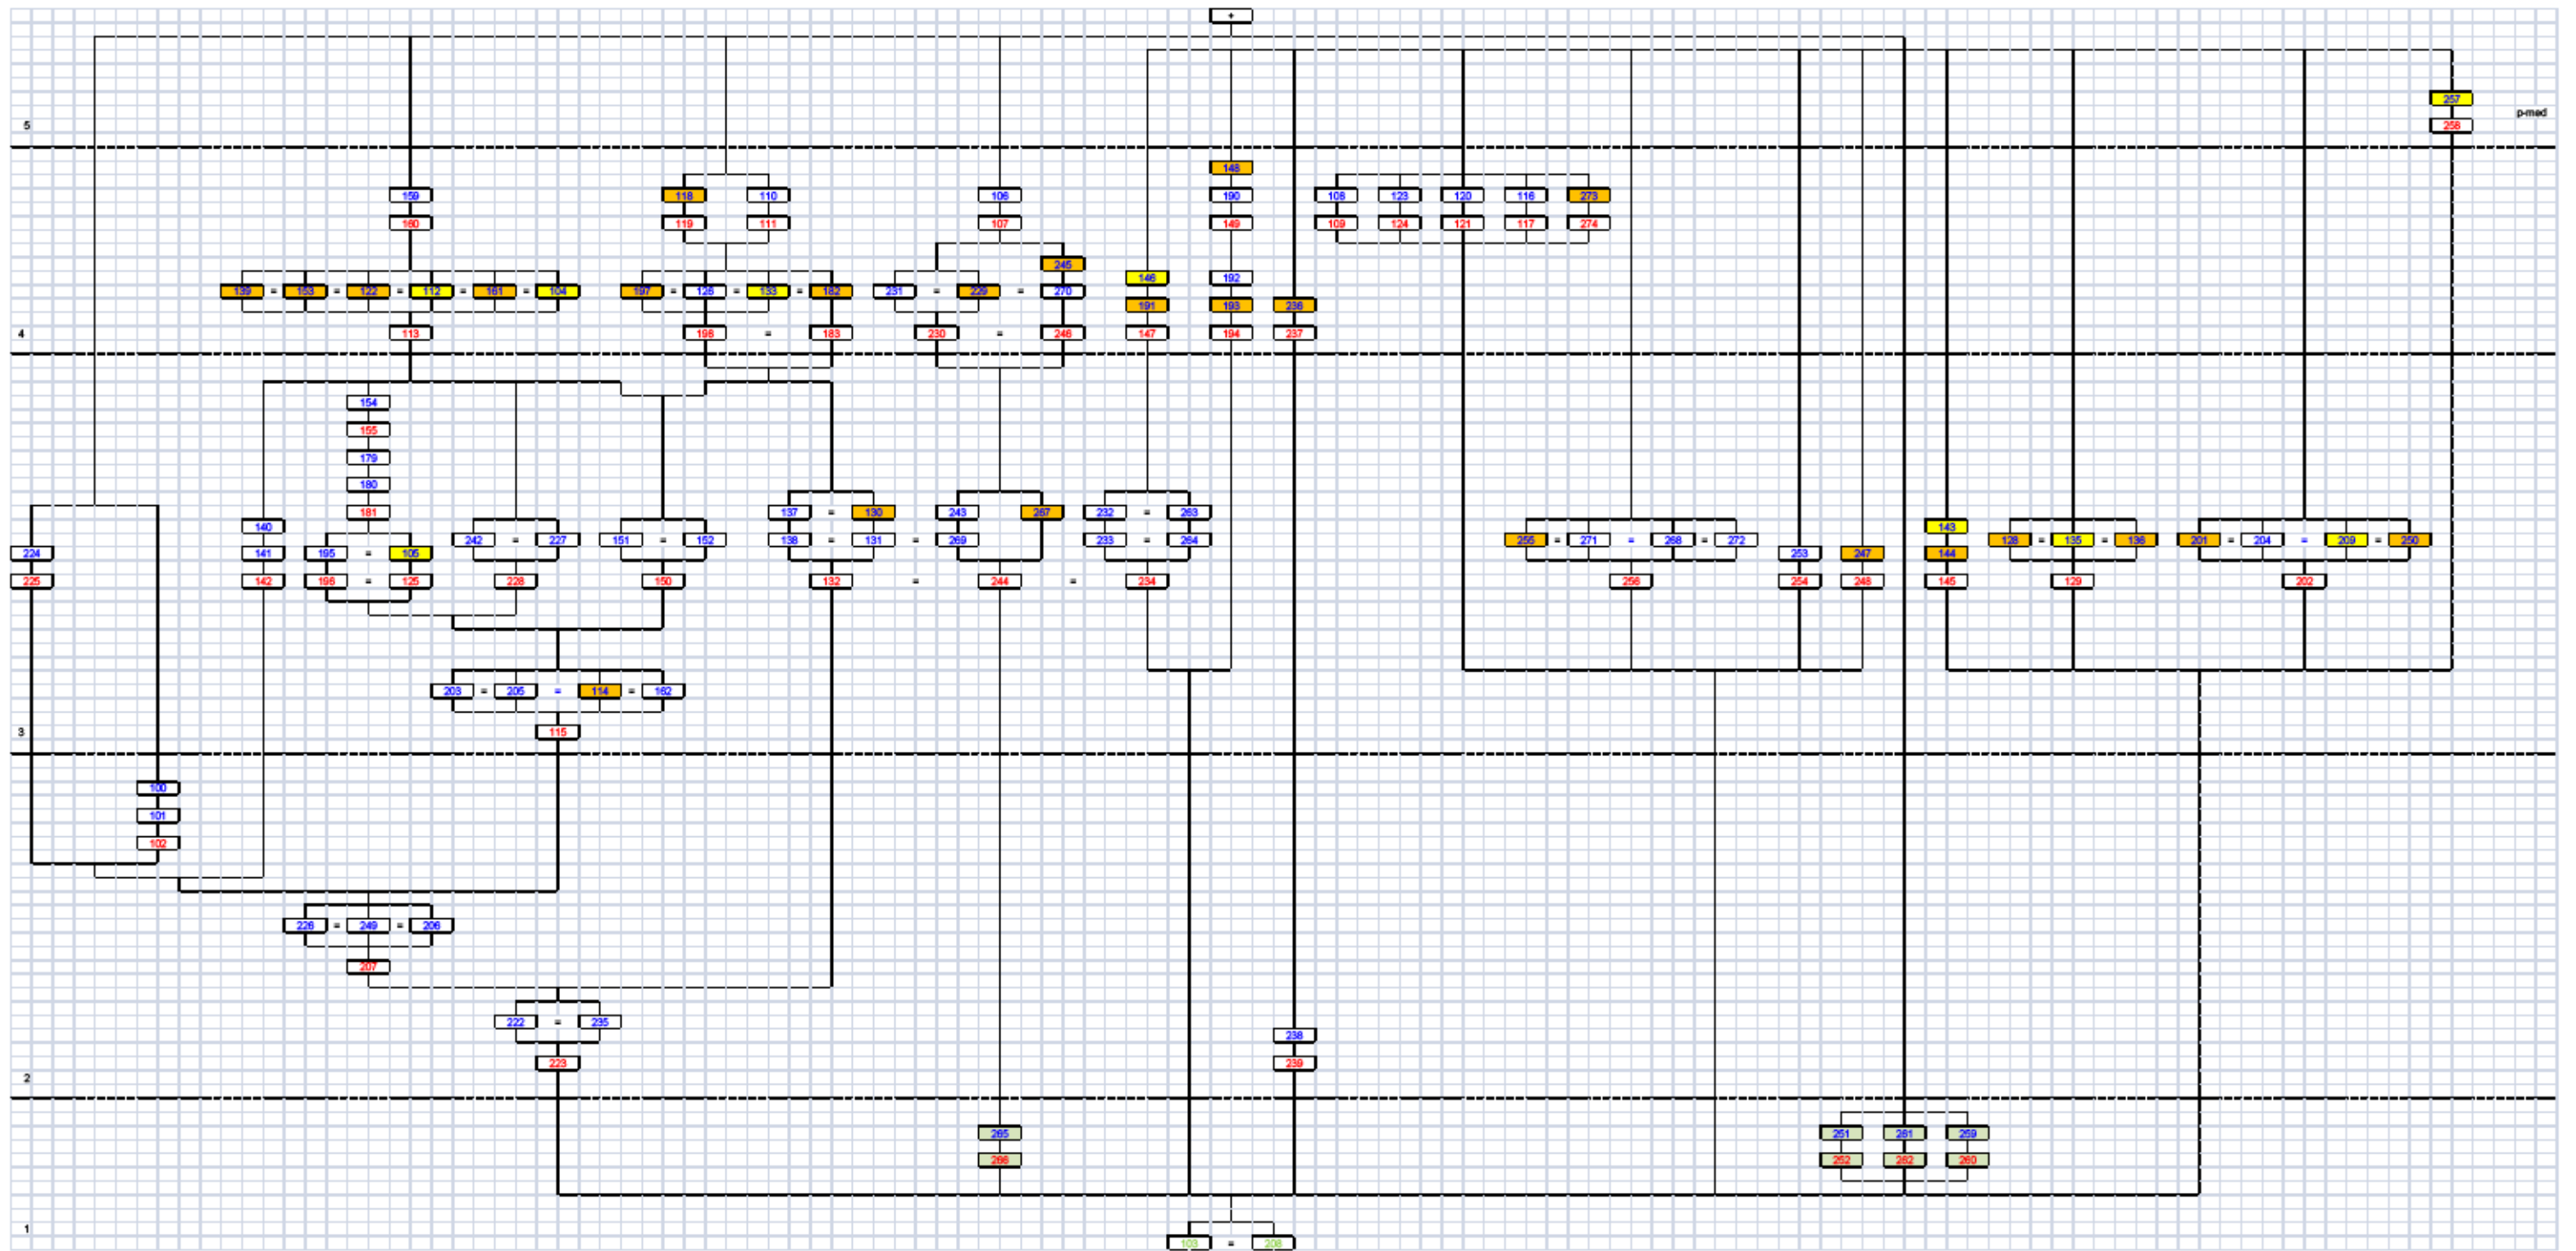 +
257
5 p-med
258
148
159 118 110 106 190 108 123 120 116 273
160 119 111 107 149 109 124 121 117 274
245
146 192
139 = 153 = 122 = 112 = 161 = 104 197 = 126 = 133 = 182 231 = 229 = 270
191 193 236
4 113 198 = 183 230 = 246 147 194 237
154
155
179
180
181 137 = 130 243 267 232 = 263
140 143
195 = 105 242 = 227 151 = 152 138 = 131 = 269 233 = 264 255 = 271 = 268 = 272 128 = 135 = 136 201 = 204 = 209 = 250
224 141 253 247 144
225 142 196 = 125 228 150 132 = 244 = 234 256 254 248 145 129 202
203 = 205 = 114 = 162
3 115
100
101
102
226 = 249 = 206
207
222 = 235
238
223 239
2
265 251 261 259
266 252 262 260
1
103 = 208